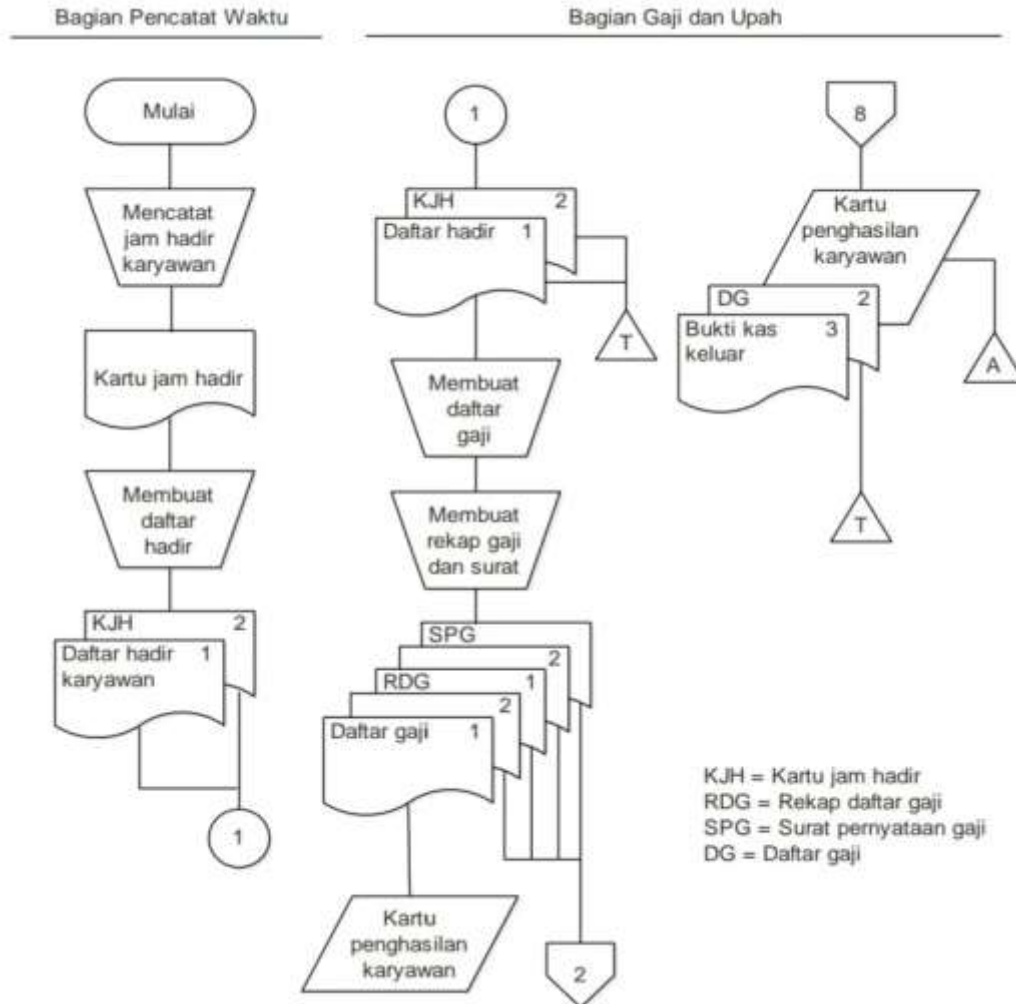 Bagian Pencatat Waktu
Mulai
Mencatat
jam hadir
karyawan
Kartu jam hadir
Membuat
daftar
hadir
KJH 2
Daftar hadir 1
karyawan
1
Bagian Gaji dan Upah
1
KJH 2
Daftar hadir 1
T
Membuat
daftar
gaji
Membuat
rekap gaji
dan surat
SPG
2
RDG 1
2
Daftar gaji 1
Kartu
penghasilan
karyawan
2
8
Kartu
penghasilan
karyawan
DG 2
Bukti kas 3
keluar
A
T
KJH = Kartu jam hadir
RDG = Rekap daftar gaji
SPG = Surat pernyataan gaji
DG = Daftar gaji